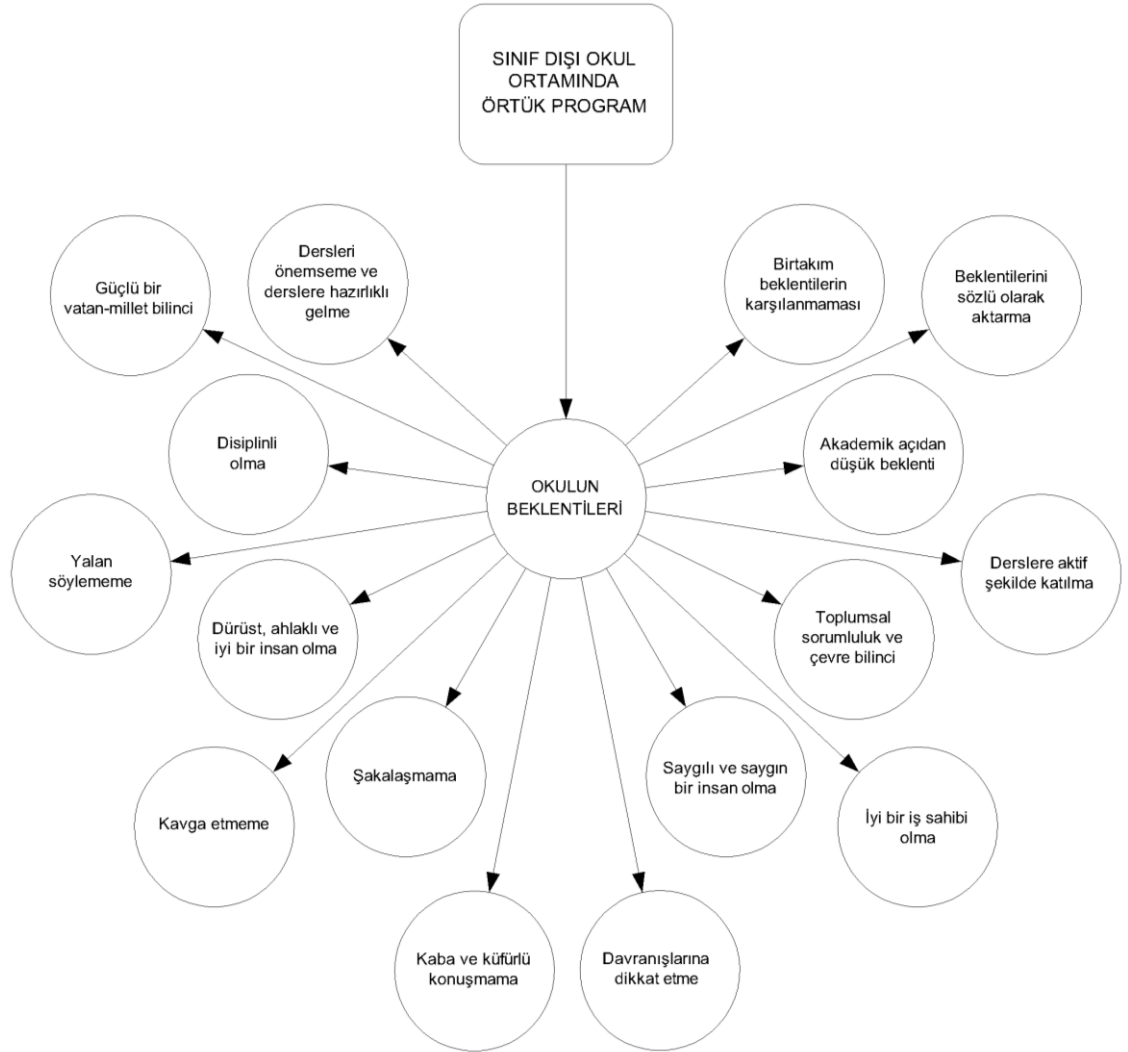 SINIF DIŞI OKUL
ORTAMINDA
ÖRTÜK PROGRAM
Güçlü bir
vatan-millet bilinci
Dersleri
önemseme ve
derslere hazırlıklı
gelme
Birtakım
beklentilerin
karşılanmaması
Beklentilerini
sözlü olarak
aktarma
Disiplinli
olma
Akademik açıdan
düşük beklenti
OKULUN
BEKLENTİLERİ
Yalan
söylememe
Derslere aktif
şekilde katılma
Dürüst, ahlaklı ve
iyi bir insan olma
Toplumsal
sorumluluk ve
çevre bilinci
Şakalaşmama
Saygılı ve saygın
bir insan olma
Kavga etmeme
İyi bir iş sahibi
olma
Kaba ve küfürlü
konuşmama
Davranışlarına
dikkat etme